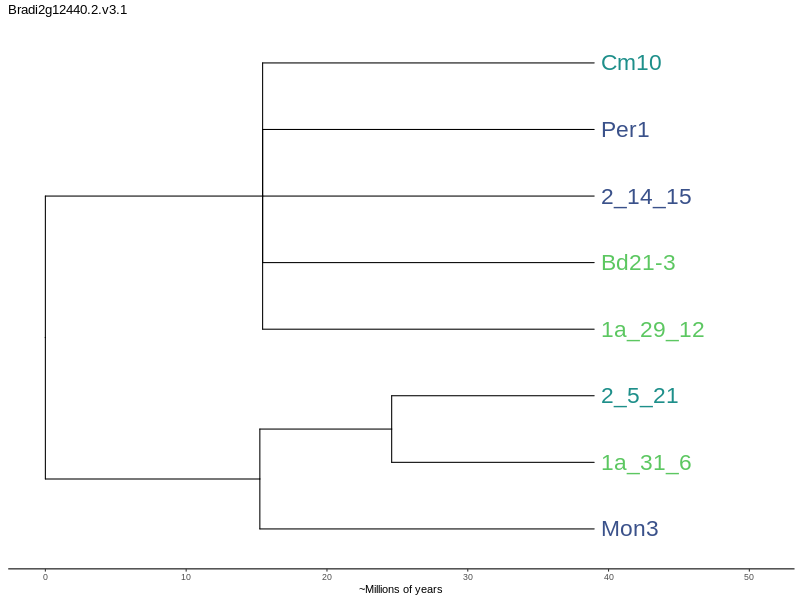 Bradi2g12440.2.v3.1
Cm10
Per1
2_14_15
Bd21-3
1a_29_12
2_5_21
1a_31_6
Mon3
0 10 20 30 40 50
~Millions of years